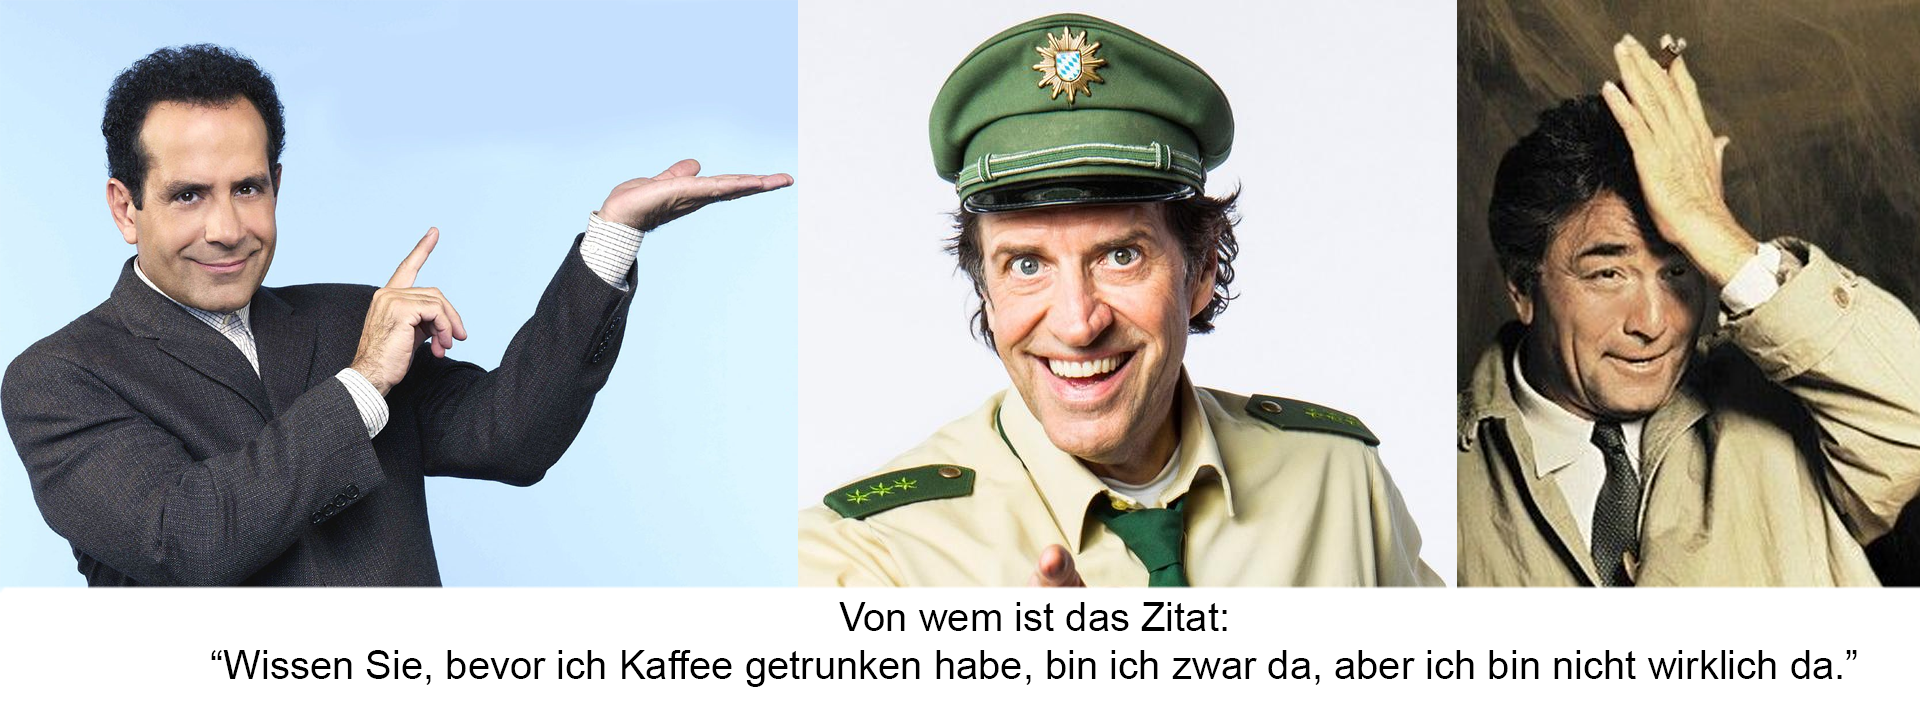 Von wem ist das Zitat:
“Wissen Sie, bevor ich Kaffee getrunken habe, bin ich zwar da, aber ich bin nicht wirklich da.”